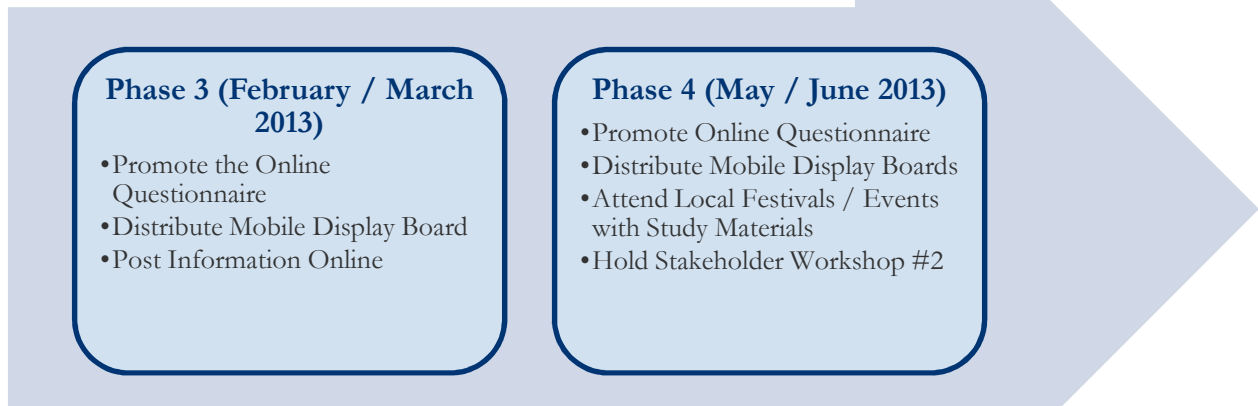 Phase 3 (February / March
2013)
•Promote the Online
Questionnaire
•Distribute Mobile Display Board
•Post Information Online
Phase 4 (May / June 2013)
•Promote Online Questionnaire
•Distribute Mobile Display Boards
•Attend Local Festivals / Events
with Study Materials
•Hold Stakeholder Workshop #2